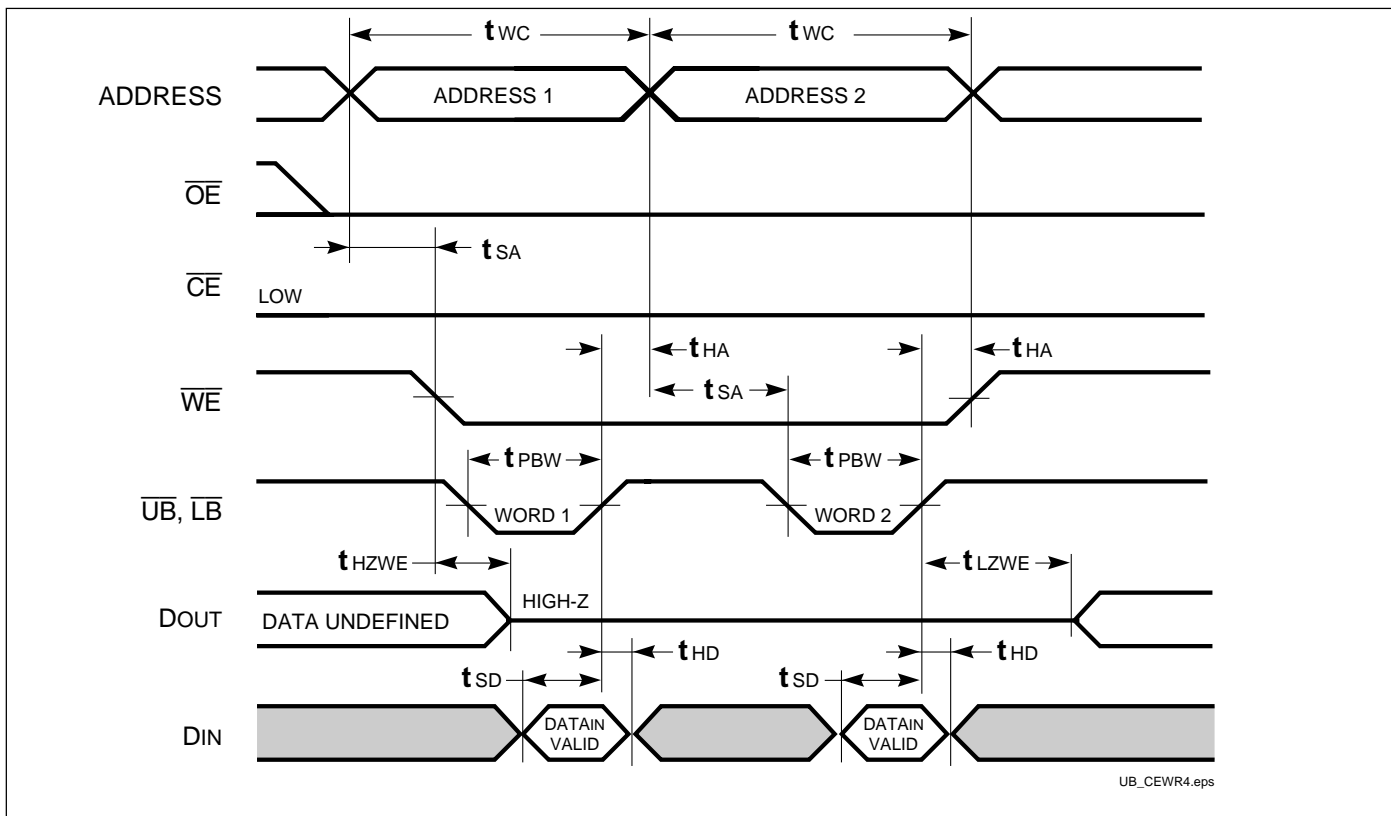 tWC tWC
ADDRESS ADDRESS 1 ADDRESS 2
OE
tSA
CE LOW
tHA tHA
WE tSA
tPBW tPBW
UB, LB WORD 1 WORD 2
tHZWE tLZWE
DOUT DATA UNDEFINED HIGH-Z
tHD tHD
tSD tSD
DIN DATAIN VALID DATAIN VALID
UB_CEWR4.eps